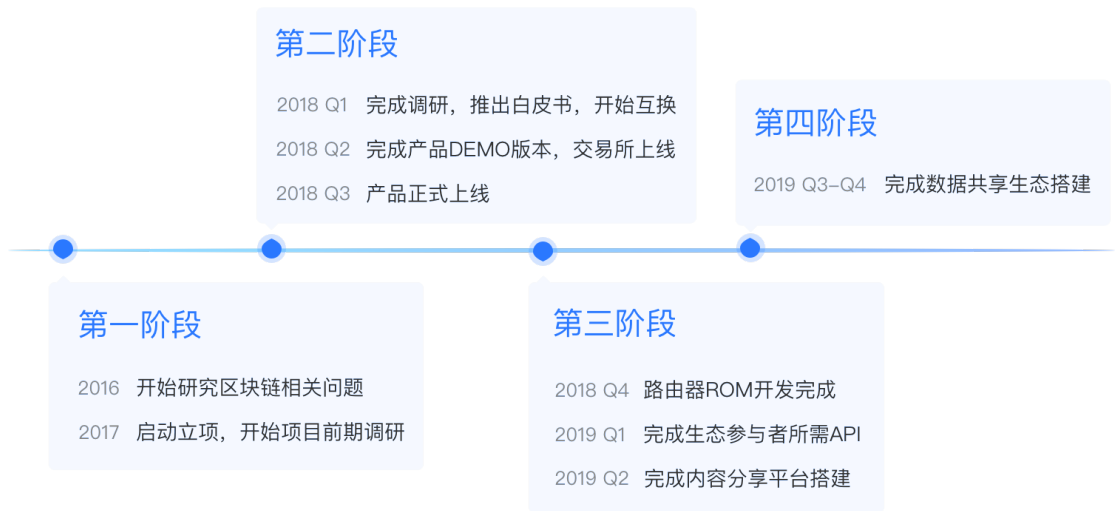 第一阶段
2016 开始研究区块链相关问题
2017 启动立项，开始项目前期调研
第二阶段
2018 Q1 完成调研，推出白皮书，开始互换
2018 Q2 完成产品DEMO版本，交易所上线
2018 Q3 产品正式上线
第三阶段
2018 Q4 路由器ROM开发完成
2019 Q1 完成生态参与者所需API
2019 Q2 完成内容分享平台搭建
第四阶段
2019 Q3–Q4 完成数据共享生态搭建